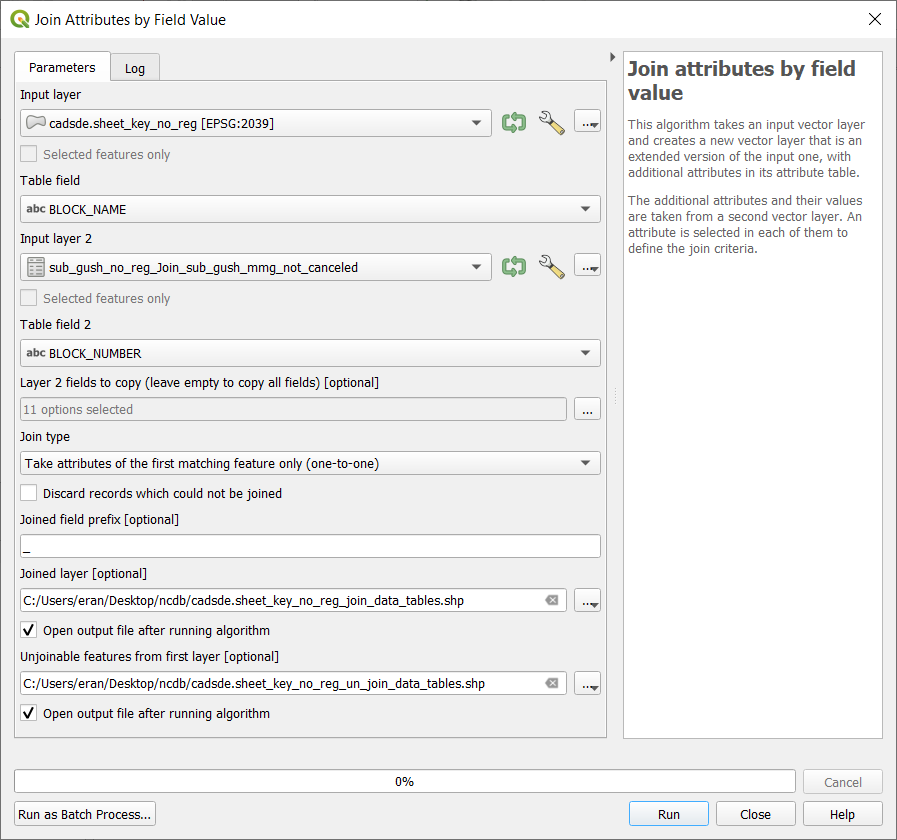 Join Attributes by Field Value
Parameters
Log
Input layer
cadsde.sheet_key_no_reg [EPSG:2039]
...
Selected features only
Table field
abc BLOCK_NAME
Input layer 2
sub_gush_no_reg_Join_sub_gush_mmg_not_canceled
...
Selected features only
Table field 2
abc BLOCK_NUMBER
Layer 2 fields to copy (leave empty to copy all fields) [optional]
11 options selected
...
Join type
Take attributes of the first matching feature only (one-to-one)
Discard records which could not be joined
Joined field prefix [optional]
_
Joined layer [optional]
C:/Users/eran/Desktop/ncdb/cadsde.sheet_key_no_reg_join_data_tables.shp
...
Open output file after running algorithm
Unjoinable features from first layer [optional]
C:/Users/eran/Desktop/ncdb/cadsde.sheet_key_no_reg_un_join_data_tables.shp
...
Open output file after running algorithm
Join attributes by field
value
This algorithm takes an input vector layer
and creates a new vector layer that is an
extended version of the input one, with
additional attributes in its attribute table.
The additional attributes and their values
are taken from a second vector layer. An
attribute is selected in each of them to
define the join criteria.
0%
Cancel
Run as Batch Process...
Run
Close
Help